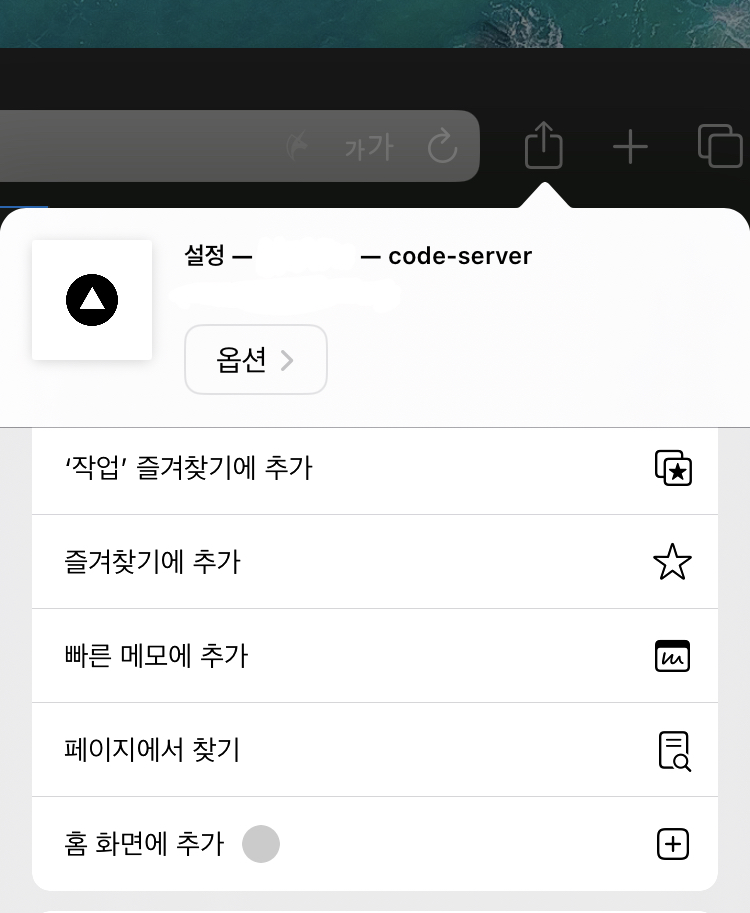 가가
설정 — — code-server
옵션
‘작업’ 즐겨찾기에 추가
즐겨찾기에 추가
빠른 메모에 추가
페이지에서 찾기
홈 화면에 추가